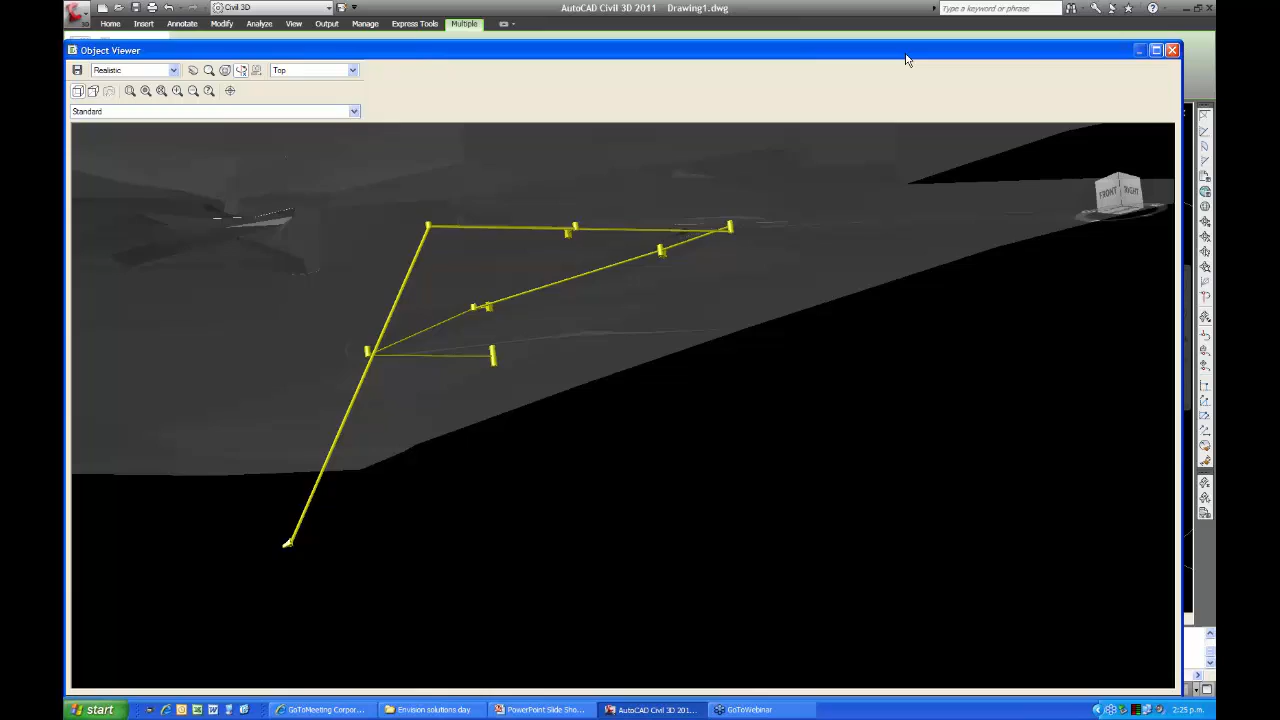 Civil 3D
AutoCAD Civil 3D 2011 Drawing1.dwg
Type a keyword or phrase
Home Insert Annotate Modify Analyze View Output Manage Express Tools Multiple
Object Viewer
Realistic Top
Standard
FRONT RIGHT
start GoToMeeting Corpor... Envision solutions day PowerPoint Slide Sho... AutoCAD Civil 3D 201... GoToWebinar 2:25 p.m.